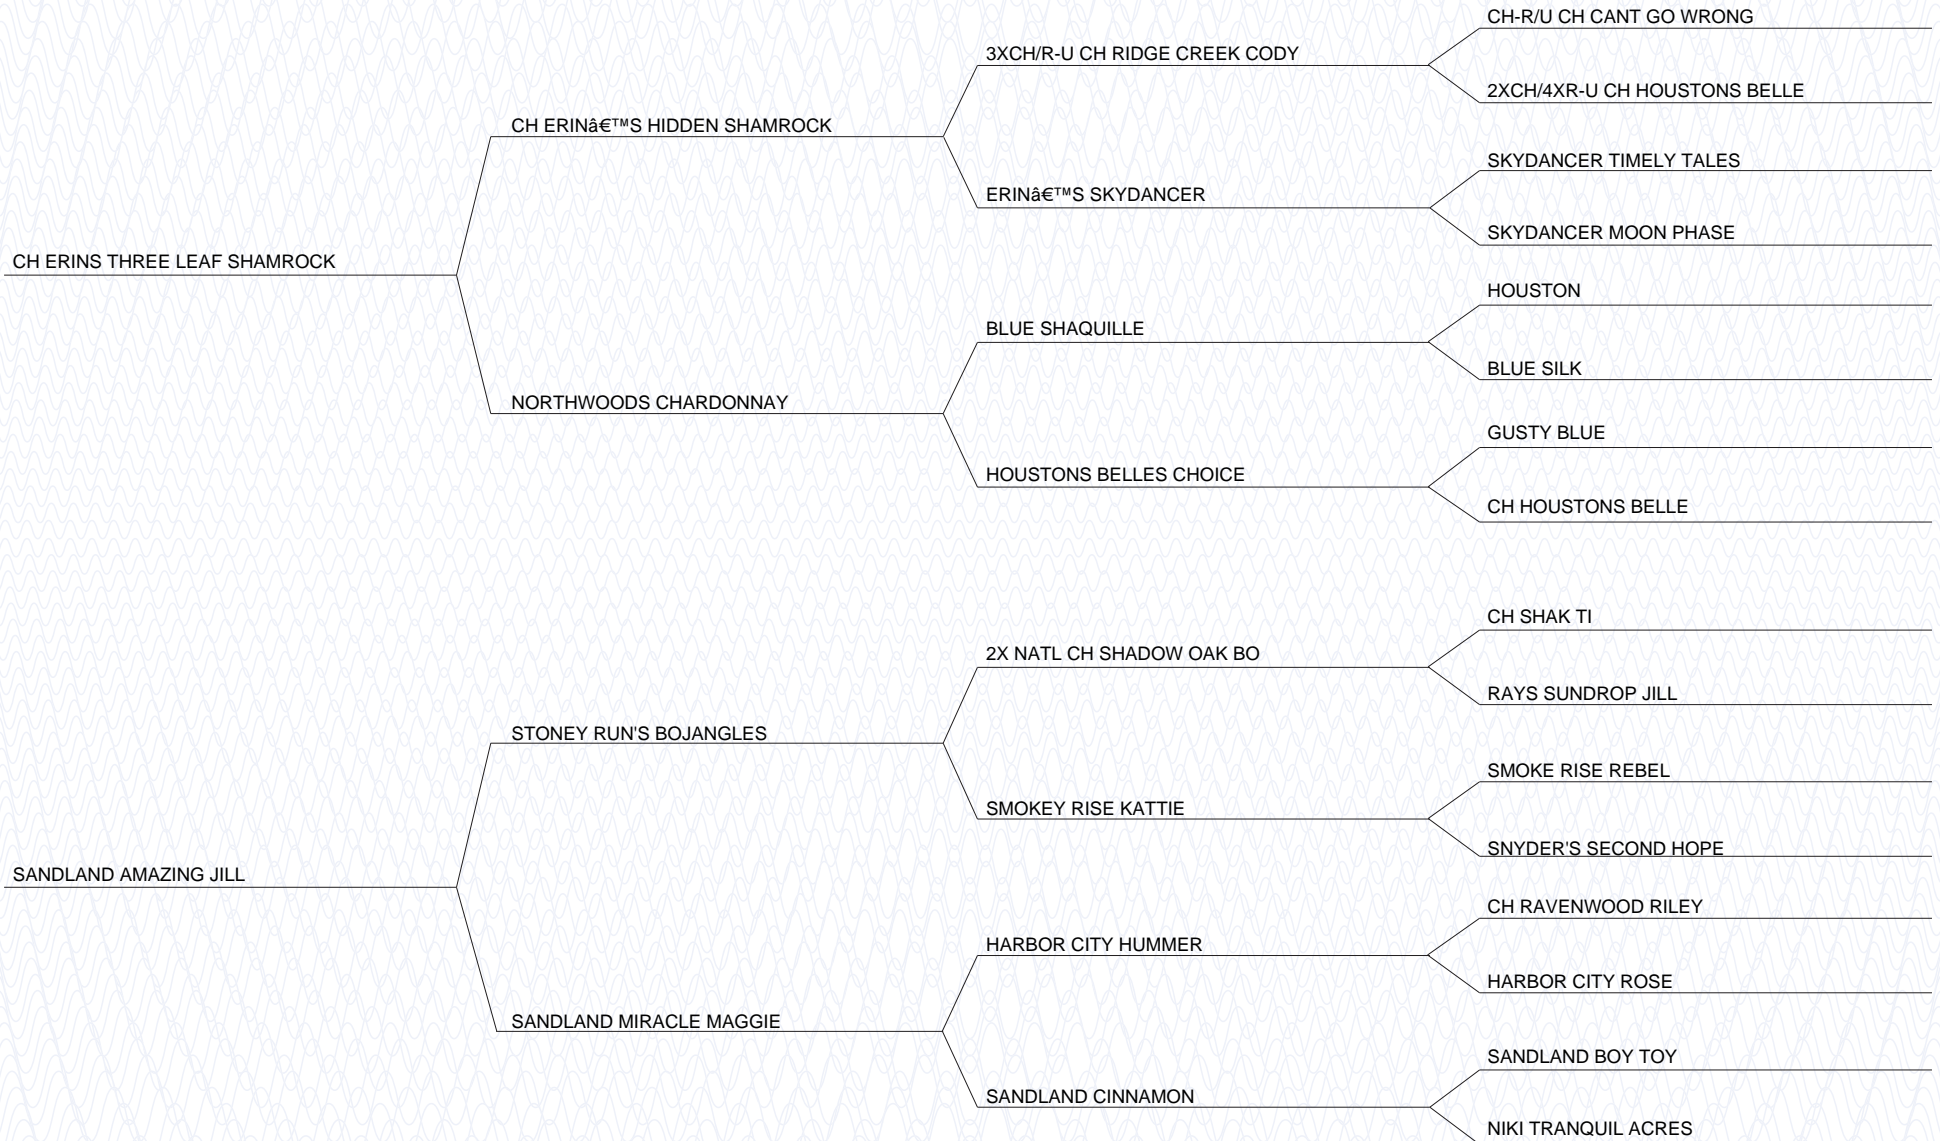 CH-R/U CH CANT GO WRONG
3XCH/R-U CH RIDGE CREEK CODY
2XCH/4XR-U CH HOUSTONS BELLE
CH ERINâ€™S HIDDEN SHAMROCK
SKYDANCER TIMELY TALES
ERINâ€™S SKYDANCER
SKYDANCER MOON PHASE
CH ERINS THREE LEAF SHAMROCK
HOUSTON
BLUE SHAQUILLE
BLUE SILK
NORTHWOODS CHARDONNAY
GUSTY BLUE
HOUSTONS BELLES CHOICE
CH HOUSTONS BELLE
CH SHAK TI
2X NATL CH SHADOW OAK BO
RAYS SUNDROP JILL
STONEY RUN'S BOJANGLES
SMOKE RISE REBEL
SMOKEY RISE KATTIE
SNYDER'S SECOND HOPE
SANDLAND AMAZING JILL
CH RAVENWOOD RILEY
HARBOR CITY HUMMER
HARBOR CITY ROSE
SANDLAND MIRACLE MAGGIE
SANDLAND BOY TOY
SANDLAND CINNAMON
NIKI TRANQUIL ACRES